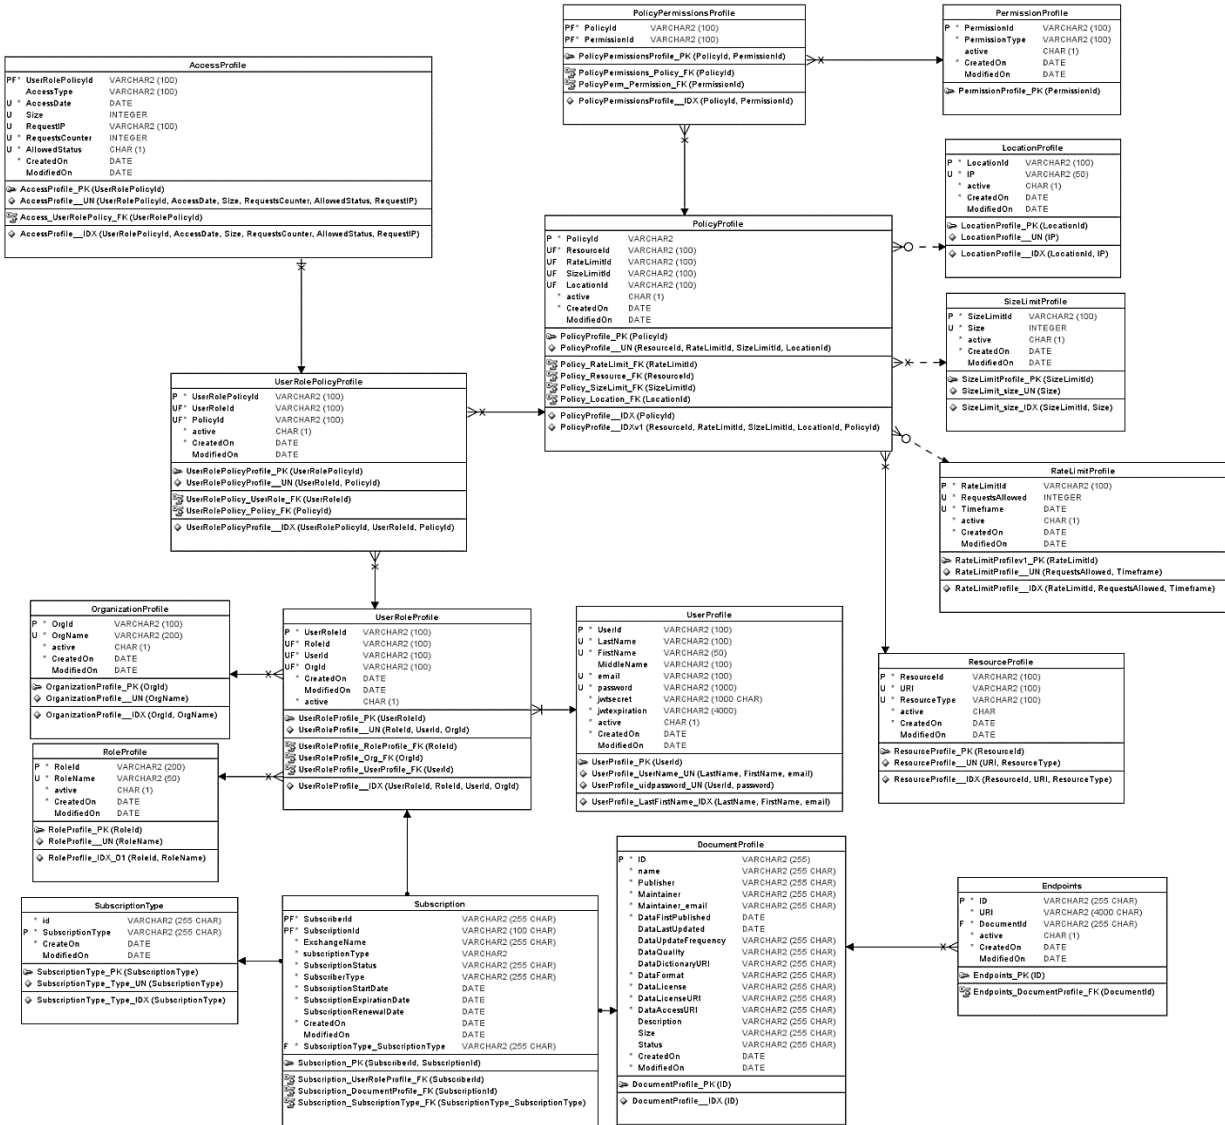 PolicyPermissionsProfile
PF* PolicyId VARCHAR2 (100)
PF* PermissionId VARCHAR2 (100)
PolicyPermissionsProfile_PK (PolicyId, PermissionId)
PolicyPermissions_Policy_FK (PolicyId)
PolicyPerm_Permission_FK (PermissionId)
PolicyPermissionsProfile__IDX (PolicyId, PermissionId)
PermissionProfile
P * PermissionId VARCHAR2 (100)
* PermissionType VARCHAR2 (100)
active CHAR (1)
* CreatedOn DATE
ModifiedOn DATE
PermissionProfile_PK (PermissionId)
AccessProfile
PF* UserRolePolicyId VARCHAR2 (100)
AccessType VARCHAR2 (100)
U * AccessDate DATE
U Size INTEGER
U RequestIP VARCHAR2 (100)
U * RequestsCounter INTEGER
U * AllowedStatus CHAR (1)
* CreatedOn DATE
ModifiedOn DATE
AccessProfile_PK (UserRolePolicyId)
AccessProfile__UN (UserRolePolicyId, AccessDate, Size, RequestsCounter, AllowedStatus, RequestIP)
Access_UserRolePolicy_FK (UserRolePolicyId)
AccessProfile__IDX (UserRolePolicyId, AccessDate, Size, RequestsCounter, AllowedStatus, RequestIP)
LocationProfile
P * LocationId VARCHAR2 (100)
U * IP VARCHAR2 (50)
* active CHAR (1)
* CreatedOn DATE
ModifiedOn DATE
LocationProfile_PK (LocationId)
LocationProfile__UN (IP)
LocationProfile__IDX (LocationId, IP)
PolicyProfile
P * PolicyId VARCHAR2
UF* ResourceId VARCHAR2 (100)
UF RateLimitId VARCHAR2 (100)
UF SizeLimitId VARCHAR2 (100)
UF LocationId VARCHAR2 (100)
* active CHAR (1)
* CreatedOn DATE
ModifiedOn DATE
PolicyProfile_PK (PolicyId)
PolicyProfile__UN (ResourceId, RateLimitId, SizeLimitId, LocationId)
Policy_RateLimit_FK (RateLimitId)
Policy_Resource_FK (ResourceId)
Policy_SizeLimit_FK (SizeLimitId)
Policy_Location_FK (LocationId)
PolicyProfile__IDX (PolicyId)
PolicyProfile__IDXv1 (ResourceId, RateLimitId, SizeLimitId, LocationId, PolicyId)
SizeLimitProfile
P * SizeLimitId VARCHAR2 (100)
U * Size INTEGER
* active CHAR (1)
* CreatedOn DATE
ModifiedOn DATE
SizeLimitProfile_PK (SizeLimitId)
SizeLimit_size_UN (Size)
SizeLimit_size_IDX (SizeLimitId, Size)
UserRolePolicyProfile
P * UserRolePolicyId VARCHAR2 (100)
UF* UserRoleId VARCHAR2 (100)
UF* PolicyId VARCHAR2 (100)
* active CHAR (1)
* CreatedOn DATE
ModifiedOn DATE
UserRolePolicyProfile_PK (UserRolePolicyId)
UserRolePolicyProfile__UN (UserRoleId, PolicyId)
UserRolePolicy_UserRole_FK (UserRoleId)
UserRolePolicy_Policy_FK (PolicyId)
UserRolePolicyProfile__IDX (UserRolePolicyId, UserRoleId, PolicyId)
RateLimitProfile
P * RateLimitId VARCHAR2 (100)
U * RequestsAllowed INTEGER
U * Timeframe DATE
* active CHAR (1)
* CreatedOn DATE
ModifiedOn DATE
RateLimitProfilev1_PK (RateLimitId)
RateLimitProfile__UN (RequestsAllowed, Timeframe)
RateLimitProfile__IDX (RateLimitId, RequestsAllowed, Timeframe)
OrganizationProfile
P * OrgId VARCHAR2 (100)
U * OrgName VARCHAR2 (200)
* active CHAR (1)
* CreatedOn DATE
ModifiedOn DATE
OrganizationProfile_PK (OrgId)
OrganizationProfile__UN (OrgName)
OrganizationProfile__IDX (OrgId, OrgName)
UserRoleProfile
P * UserRoleId VARCHAR2 (100)
UF* RoleId VARCHAR2 (100)
UF* UserId VARCHAR2 (100)
UF* OrgId VARCHAR2 (100)
* CreatedOn DATE
ModifiedOn DATE
* active CHAR (1)
UserRoleProfile_PK (UserRoleId)
UserRoleProfile__UN (RoleId, UserId, OrgId)
UserRoleProfile_RoleProfile_FK (RoleId)
UserRoleProfile_Org_FK (OrgId)
UserRoleProfile_UserProfile_FK (UserId)
UserRoleProfile__IDX (UserRoleId, RoleId, UserId, OrgId)
UserProfile
P * UserId VARCHAR2 (100)
U * LastName VARCHAR2 (100)
U * FirstName VARCHAR2 (50)
MiddleName VARCHAR2 (100)
U * email VARCHAR2 (100)
U * password VARCHAR2 (1000)
* jwtsecret VARCHAR2 (1000 CHAR)
* jwtexpiration VARCHAR2 (4000)
* active CHAR (1)
* CreatedOn DATE
ModifiedOn DATE
UserProfile_PK (UserId)
UserProfile_UserName_UN (LastName, FirstName, email)
UserProfile_uidpassword_UN (UserId, password)
UserProfile_LastFirstName_IDX (LastName, FirstName, email)
ResourceProfile
P * ResourceId VARCHAR2 (100)
U * URI VARCHAR2 (100)
U * ResourceType VARCHAR2 (100)
* active CHAR
* CreatedOn DATE
ModifiedOn DATE
ResourceProfile_PK (ResourceId)
ResourceProfile__UN (URI, ResourceType)
ResourceProfile__IDX (ResourceId, URI, ResourceType)
RoleProfile
P * RoleId VARCHAR2 (200)
U * RoleName VARCHAR2 (50)
* avtive CHAR (1)
* CreatedOn DATE
ModifiedOn DATE
RoleProfile_PK (RoleId)
RoleProfile__UN (RoleName)
RoleProfile_IDX_D1 (RoleId, RoleName)
SubscriptionType
* id VARCHAR2 (255 CHAR)
P * SubscriptionType VARCHAR2 (255 CHAR)
* CreateOn DATE
ModifiedOn DATE
SubscriptionType_PK (SubscriptionType)
SubscriptionType_Type_UN (SubscriptionType)
SubscriptionType_Type_IDX (SubscriptionType)
Subscription
PF* SubscriberId VARCHAR2 (255 CHAR)
PF* SubscriptionId VARCHAR2 (100 CHAR)
* ExchangeName VARCHAR2 (255 CHAR)
* subscriptionType VARCHAR2
* SubscriptionStatus VARCHAR2 (255 CHAR)
* SubscriberType VARCHAR2 (255 CHAR)
* SubscriptionStartDate DATE
* SubscriptionExpirationDate DATE
SubscriptionRenewalDate DATE
* CreatedOn DATE
ModifiedOn DATE
F * SubscriptionType_SubscriptionType VARCHAR2 (255 CHAR)
Subscription_PK (SubscriberId, SubscriptionId)
Subscription_UserRoleProfile_FK (SubscriberId)
Subscription_DocumentProfile_FK (SubscriptionId)
Subscription_SubscriptionType_FK (SubscriptionType_SubscriptionType)
DocumentProfile
P * ID VARCHAR2 (255)
* name VARCHAR2 (255 CHAR)
* Publisher VARCHAR2 (255 CHAR)
* Maintainer VARCHAR2 (255 CHAR)
* Maintainer_email VARCHAR2 (255 CHAR)
* DataFirstPublished DATE
DataLastUpdated DATE
DataUpdateFrequency VARCHAR2 (255 CHAR)
DataQuality VARCHAR2 (255 CHAR)
DataDictionaryURI VARCHAR2 (255 CHAR)
* DataFormat VARCHAR2 (255 CHAR)
* DataLicense VARCHAR2 (255 CHAR)
* DataLicenseURI VARCHAR2 (255 CHAR)
* DataAccessURI VARCHAR2 (255 CHAR)
Description VARCHAR2 (255 CHAR)
Size VARCHAR2 (255 CHAR)
Status VARCHAR2 (255 CHAR)
* CreatedOn DATE
* ModifiedOn DATE
DocumentProfile_PK (ID)
DocumentProfile__IDX (ID)
Endpoints
P * ID VARCHAR2 (255 CHAR)
* URI VARCHAR2 (4000 CHAR)
F * DocumentId VARCHAR2 (255 CHAR)
* active CHAR (1)
* CreatedOn DATE
ModifiedOn DATE
Endpoints_PK (ID)
Endpoints_DocumentProfile_FK (DocumentId)